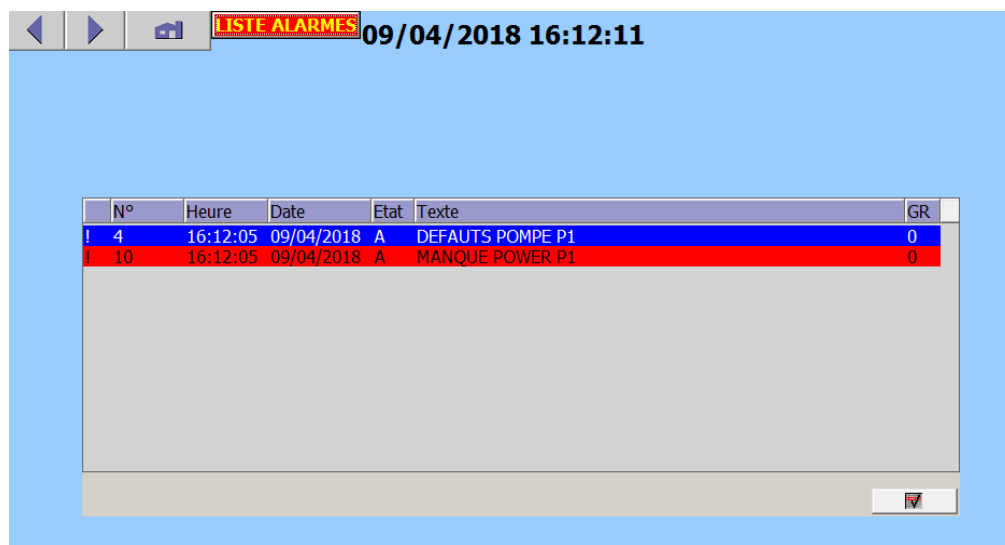 LISTE ALARMES 09/04/2018 16:12:11
N° Heure Date Etat Texte GR
! 4 16:12:05 09/04/2018 A DEFAUTS POMPE P1 0
! 10 16:12:05 09/04/2018 A MANQUE POWER P1 0